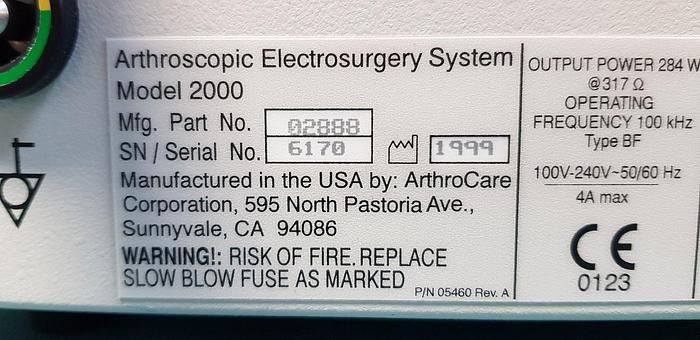 Arthroscopic Electrosurgery System
Model 2000
Mfg. Part No. 02888
SN / Serial No. 6170 1999
Manufactured in the USA by: ArthroCare
Corporation, 595 North Pastoria Ave.,
Sunnyvale, CA 94086
WARNING!: RISK OF FIRE. REPLACE
SLOW BLOW FUSE AS MARKED
P/N 05460 Rev. A
OUTPUT POWER 284 W
@317 Ω
OPERATING
FREQUENCY 100 kHz
Type BF
100V-240V~50/60 Hz
4A max
CE
0123